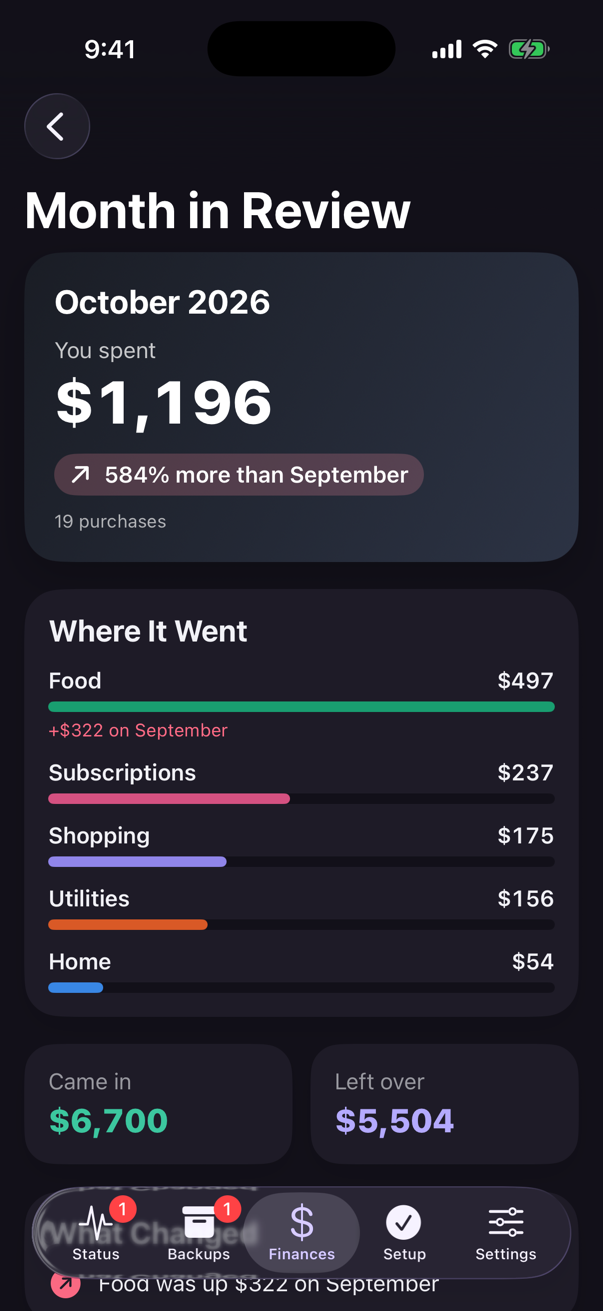 9:41
Month in Review
October 2026
You spent
$1,196
584% more than September
19 purchases
Where It Went
Food $497
+$322 on September
Subscriptions $237
Shopping $175
Utilities $156
Home $54
Came in
$6,700
Left over
$5,504
What Changed
1
1
Status
Backups
Finances
Setup
Settings
Food was up $322 on September